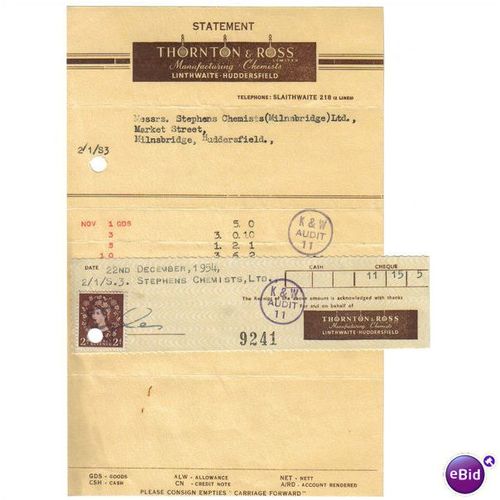 STATEMENT
THORNTON & ROSS
LIMITED
Manufacturing Chemists
LINTHWAITE · HUDDERSFIELD
TELEPHONE: SLAITHWAITE 218 (2 LINES)
Messrs. Stephens Chemists(Milnsbridge)Ltd.,
Market Street,
Milnsbridge, Huddersfield.,
2/1/S3
NOV 1 GDS 5. 0
3 3. 0.10
5 1. 2. 1
10 3. 6. 2
K & W
AUDIT
11
DATE 22ND DECEMBER, 1954,
2/1/S.3. STEPHENS CHEMISTS, LTD.,
CASH CHEQUE
11 15 5
K & W
AUDIT
11
The Receipt of the above amount is acknowledged with thanks
For and on behalf of
THORNTON & ROSS
Manufacturing Chemists
LINTHWAITE · HUDDERSFIELD
9241
GDS - GOODS ALW - ALLOWANCE NET - NETT
CSH - CASH CN - CREDIT NOTE A/RD - ACCOUNT RENDERED
PLEASE CONSIGN EMPTIES "CARRIAGE FORWARD"
eBid